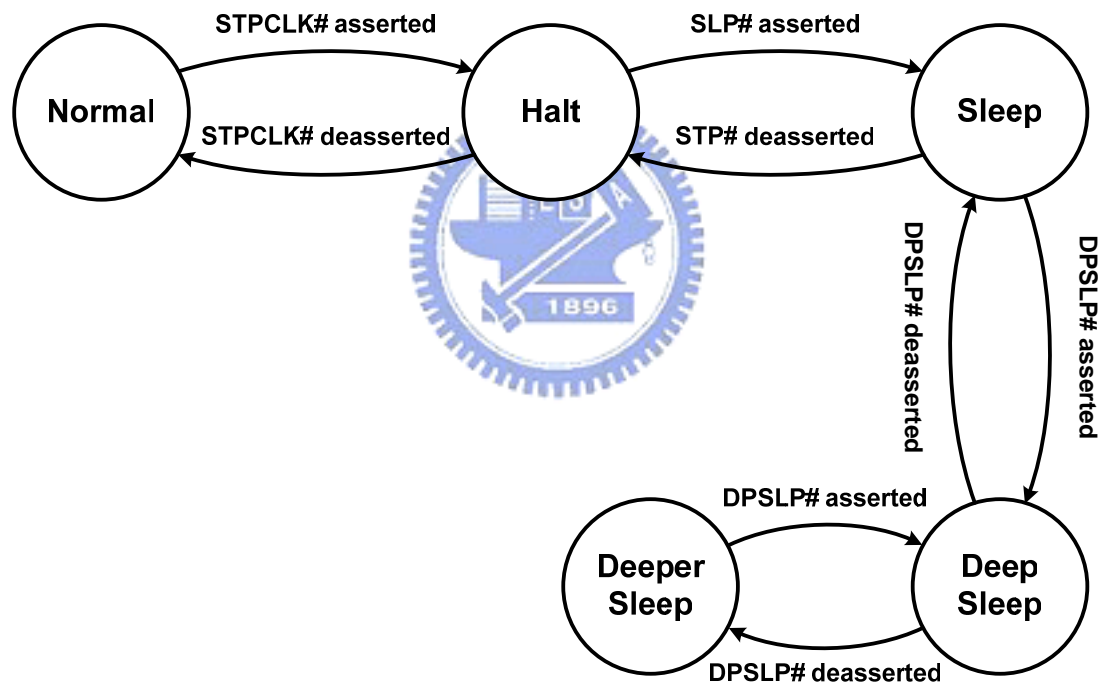 STPCLK# asserted
SLP# asserted
Normal
Halt
Sleep
STPCLK# deasserted
STP# deasserted
1896
DPSLP# deasserted
DPSLP# asserted
DPSLP# asserted
Deeper
Sleep
Deep
Sleep
DPSLP# deasserted